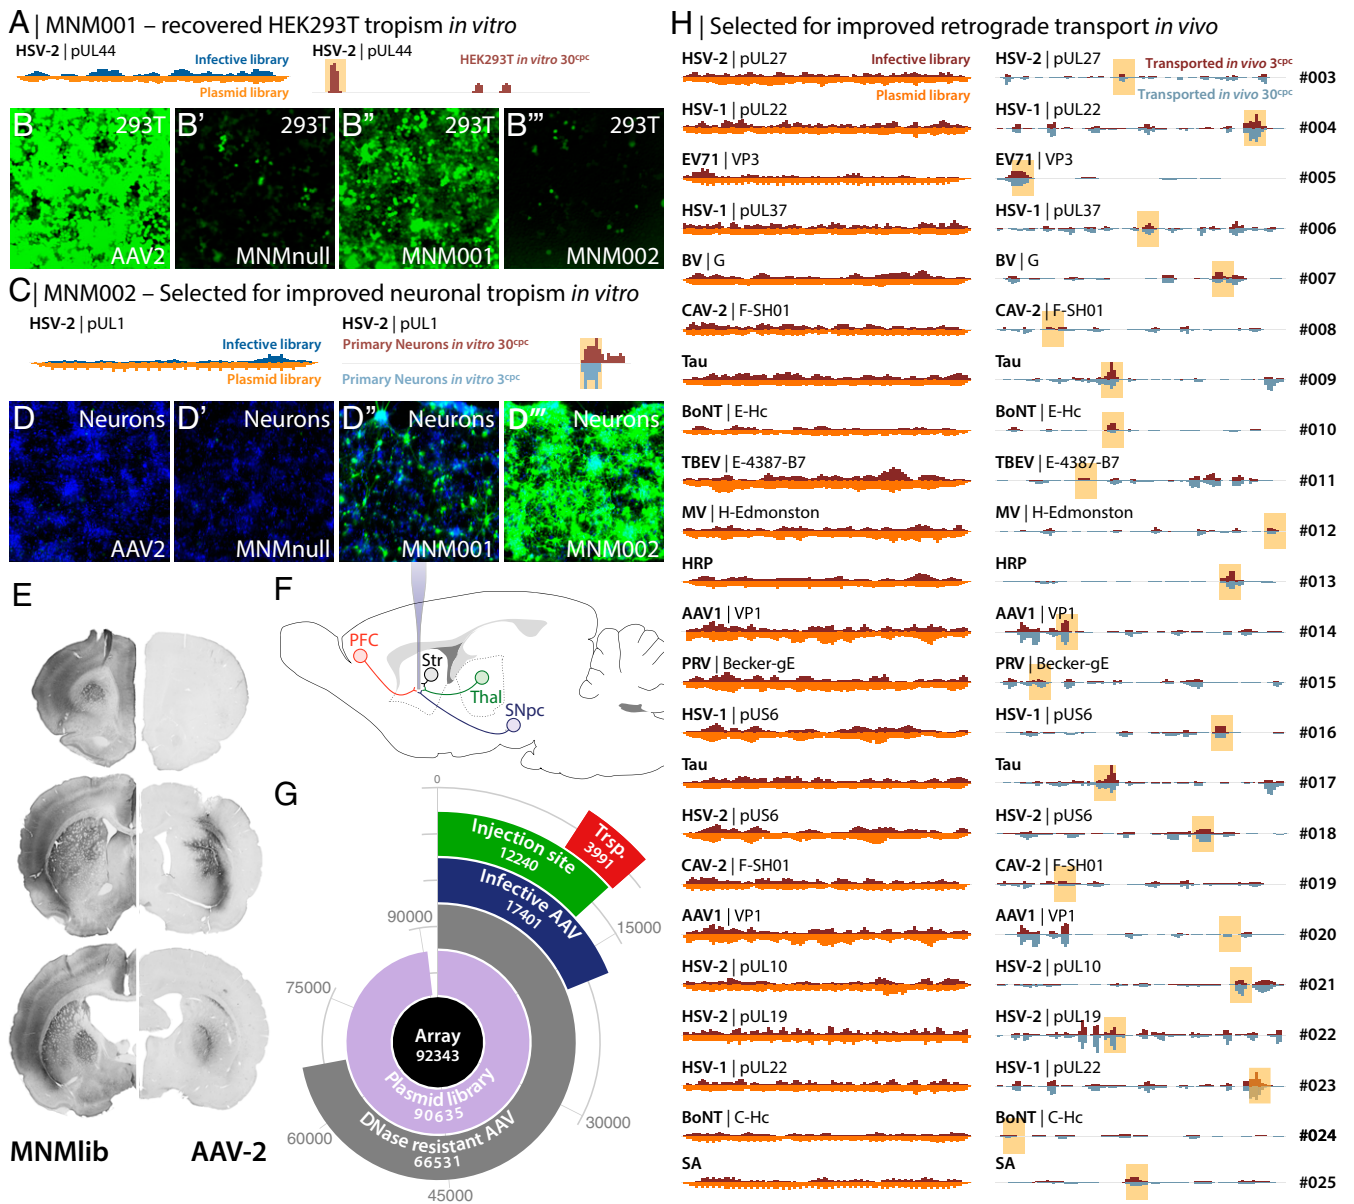 A | MNM001 – recovered HEK293T tropism in vitro
HSV-2 | pUL44
Infective library
Plasmid library
HSV-2 | pUL44
HEK293T in vitro 30cpc
B 293T
AAV2
B' 293T
MNMnull
B'' 293T
MNM001
B''' 293T
MNM002
C | MNM002 – Selected for improved neuronal tropism in vitro
HSV-2 | pUL1
Infective library
Plasmid library
HSV-2 | pUL1
Primary Neurons in vitro 30cpc
Primary Neurons in vitro 3cpc
D Neurons
AAV2
D' Neurons
MNMnull
D'' Neurons
MNM001
D''' Neurons
MNM002
E
MNMlib
AAV-2
F
PFC
Str
Thal
SNpc
G
0
15000
30000
45000
60000
75000
90000
Trsp.
3991
Injection site
12240
Infective AAV
17401
Array
92343
Plasmid library
90635
DNase resistant AAV
66531
H | Selected for improved retrograde transport in vivo
Infective library
Plasmid library
Transported in vivo 3cpc
Transported in vivo 30cpc
HSV-2 | pUL27 HSV-2 | pUL27 #003
HSV-1 | pUL22 HSV-1 | pUL22 #004
EV71 | VP3 EV71 | VP3 #005
HSV-1 | pUL37 HSV-1 | pUL37 #006
BV | G BV | G #007
CAV-2 | F-SH01 CAV-2 | F-SH01 #008
Tau Tau #009
BoNT | E-Hc BoNT | E-Hc #010
TBEV | E-4387-B7 TBEV | E-4387-B7 #011
MV | H-Edmonston MV | H-Edmonston #012
HRP HRP #013
AAV1 | VP1 AAV1 | VP1 #014
PRV | Becker-gE PRV | Becker-gE #015
HSV-1 | pUS6 HSV-1 | pUS6 #016
Tau Tau #017
HSV-2 | pUS6 HSV-2 | pUS6 #018
CAV-2 | F-SH01 CAV-2 | F-SH01 #019
AAV1 | VP1 AAV1 | VP1 #020
HSV-2 | pUL10 HSV-2 | pUL10 #021
HSV-2 | pUL19 HSV-2 | pUL19 #022
HSV-1 | pUL22 HSV-1 | pUL22 #023
BoNT | C-Hc BoNT | C-Hc #024
SA SA #025